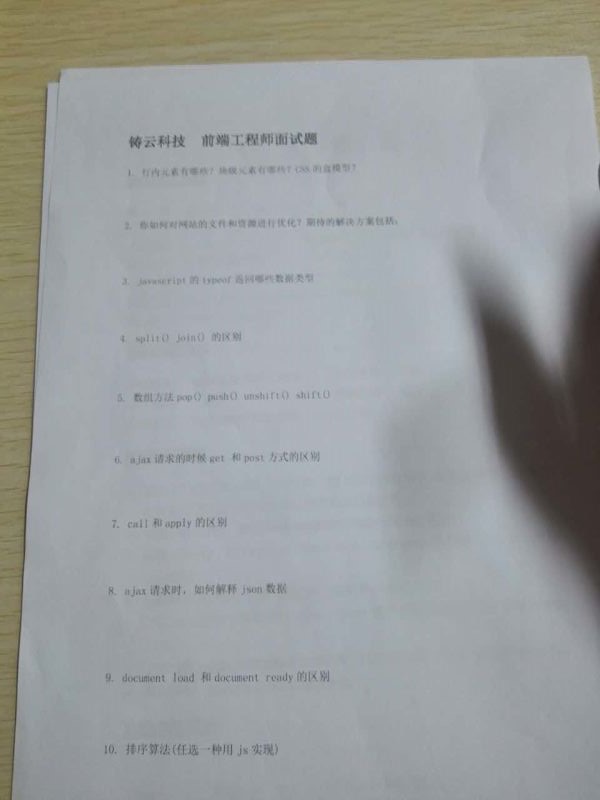 铸云科技 前端工程师面试题
1. 行内元素有哪些？块级元素有哪些？CSS 的盒模型？
2. 你如何对网站的文件和资源进行优化？期待的解决方案包括：
3. javascript 的 typeof 返回哪些数据类型
4. split() join() 的区别
5. 数组方法 pop() push() unshift() shift()
6. ajax 请求的时候 get 和 post 方式的区别
7. call 和 apply 的区别
8. ajax 请求时，如何解释 json 数据
9. document load 和 document ready 的区别
10. 排序算法(任选一种用 js 实现)